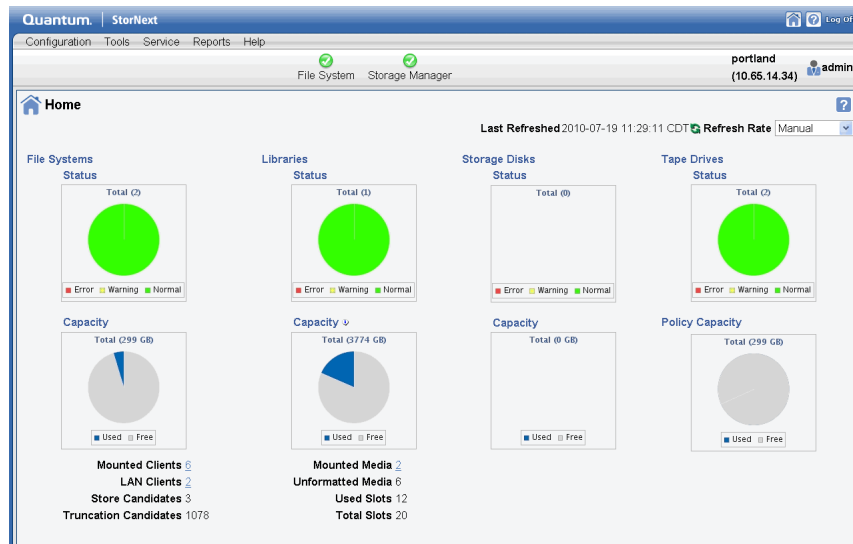 Quantum. StorNext
Log Of
Configuration Tools Service Reports Help
File System Storage Manager
portland
(10.65.14.34)
admin
Home
Last Refreshed 2010-07-19 11:29:11 CDT Refresh Rate Manual
File Systems
Status
Total (2)
Error Warning Normal
Capacity
Total (299 GB)
Used Free
Mounted Clients 6
LAN Clients 2
Store Candidates 3
Truncation Candidates 1078
Libraries
Status
Total (1)
Error Warning Normal
Capacity
Total (3774 GB)
Used Free
Mounted Media 2
Unformatted Media 6
Used Slots 12
Total Slots 20
Storage Disks
Status
Total (0)
Error Warning Normal
Capacity
Total (0 GB)
Used Free
Tape Drives
Status
Total (2)
Error Warning Normal
Policy Capacity
Total (299 GB)
Used Free